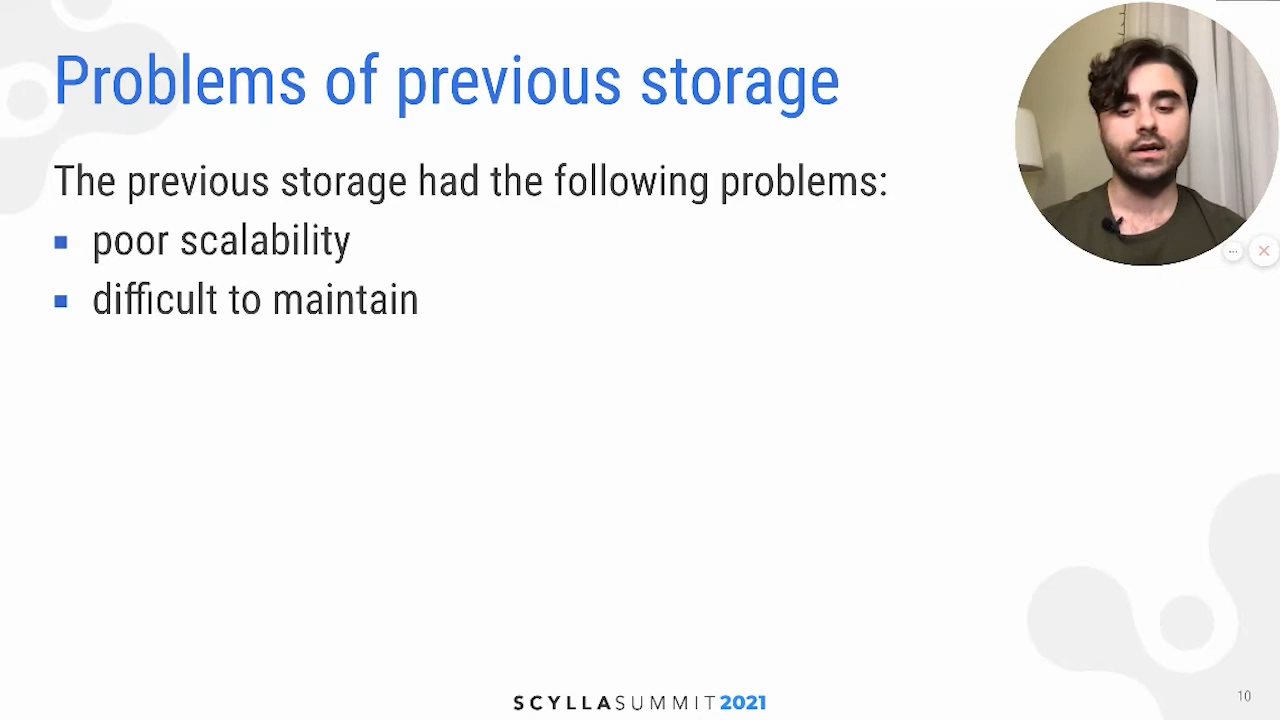 Problems of previous storage
The previous storage had the following problems:
▪ poor scalability
▪ difficult to maintain
SCYLLASUMMIT2021
10